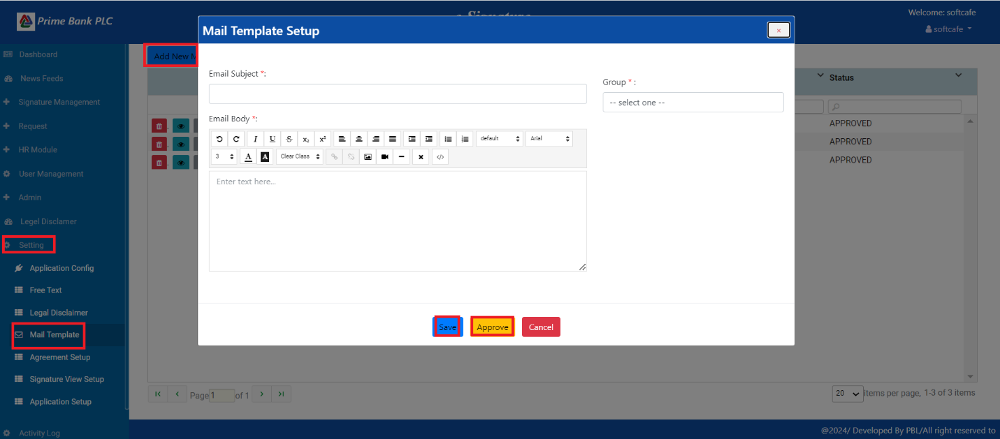 Prime Bank PLC
Welcome: softcafe
softcafe
Mail Template Setup
×
Dashboard
News Feeds
Signature Management
Request
HR Module
User Management
Admin
Legel Disclamer
Setting
Application Config
Free Text
Legal Disclaimer
Mail Template
Agreement Setup
Signature View Setup
Application Setup
Activity Log
Add New M
Email Subject *:
Group * :
-- select one --
Email Body *:
default
Arial
3
Clear Class
Enter text here...
Save
Approve
Cancel
Status
APPROVED
APPROVED
APPROVED
Page 1 of 1
20 items per page, 1-3 of 3 items
@2024/ Developed By PBL/All right reserved to